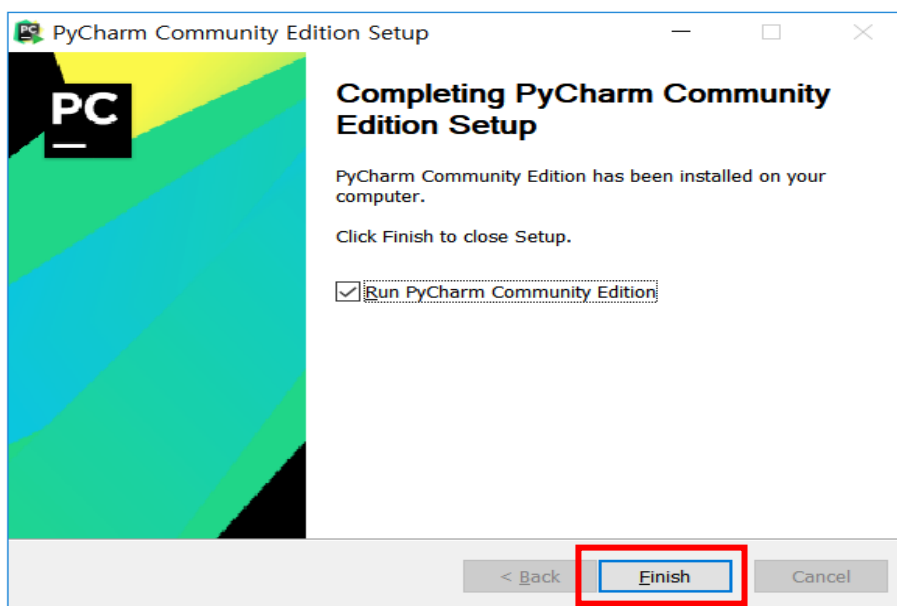 PyCharm Community Edition Setup
PC
Completing PyCharm Community
Edition Setup
PyCharm Community Edition has been installed on your
computer.
Click Finish to close Setup.
Run PyCharm Community Edition
< Back
Finish
Cancel